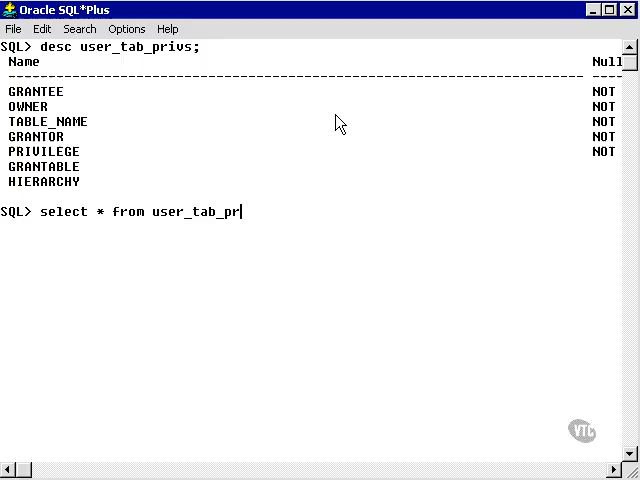 Oracle SQL*Plus
File Edit Search Options Help
SQL> desc user_tab_privs;
Name Null
GRANTEE NOT
OWNER NOT
TABLE_NAME NOT
GRANTOR NOT
PRIVILEGE NOT
GRANTABLE
HIERARCHY
SQL> select * from user_tab_pr
VTC